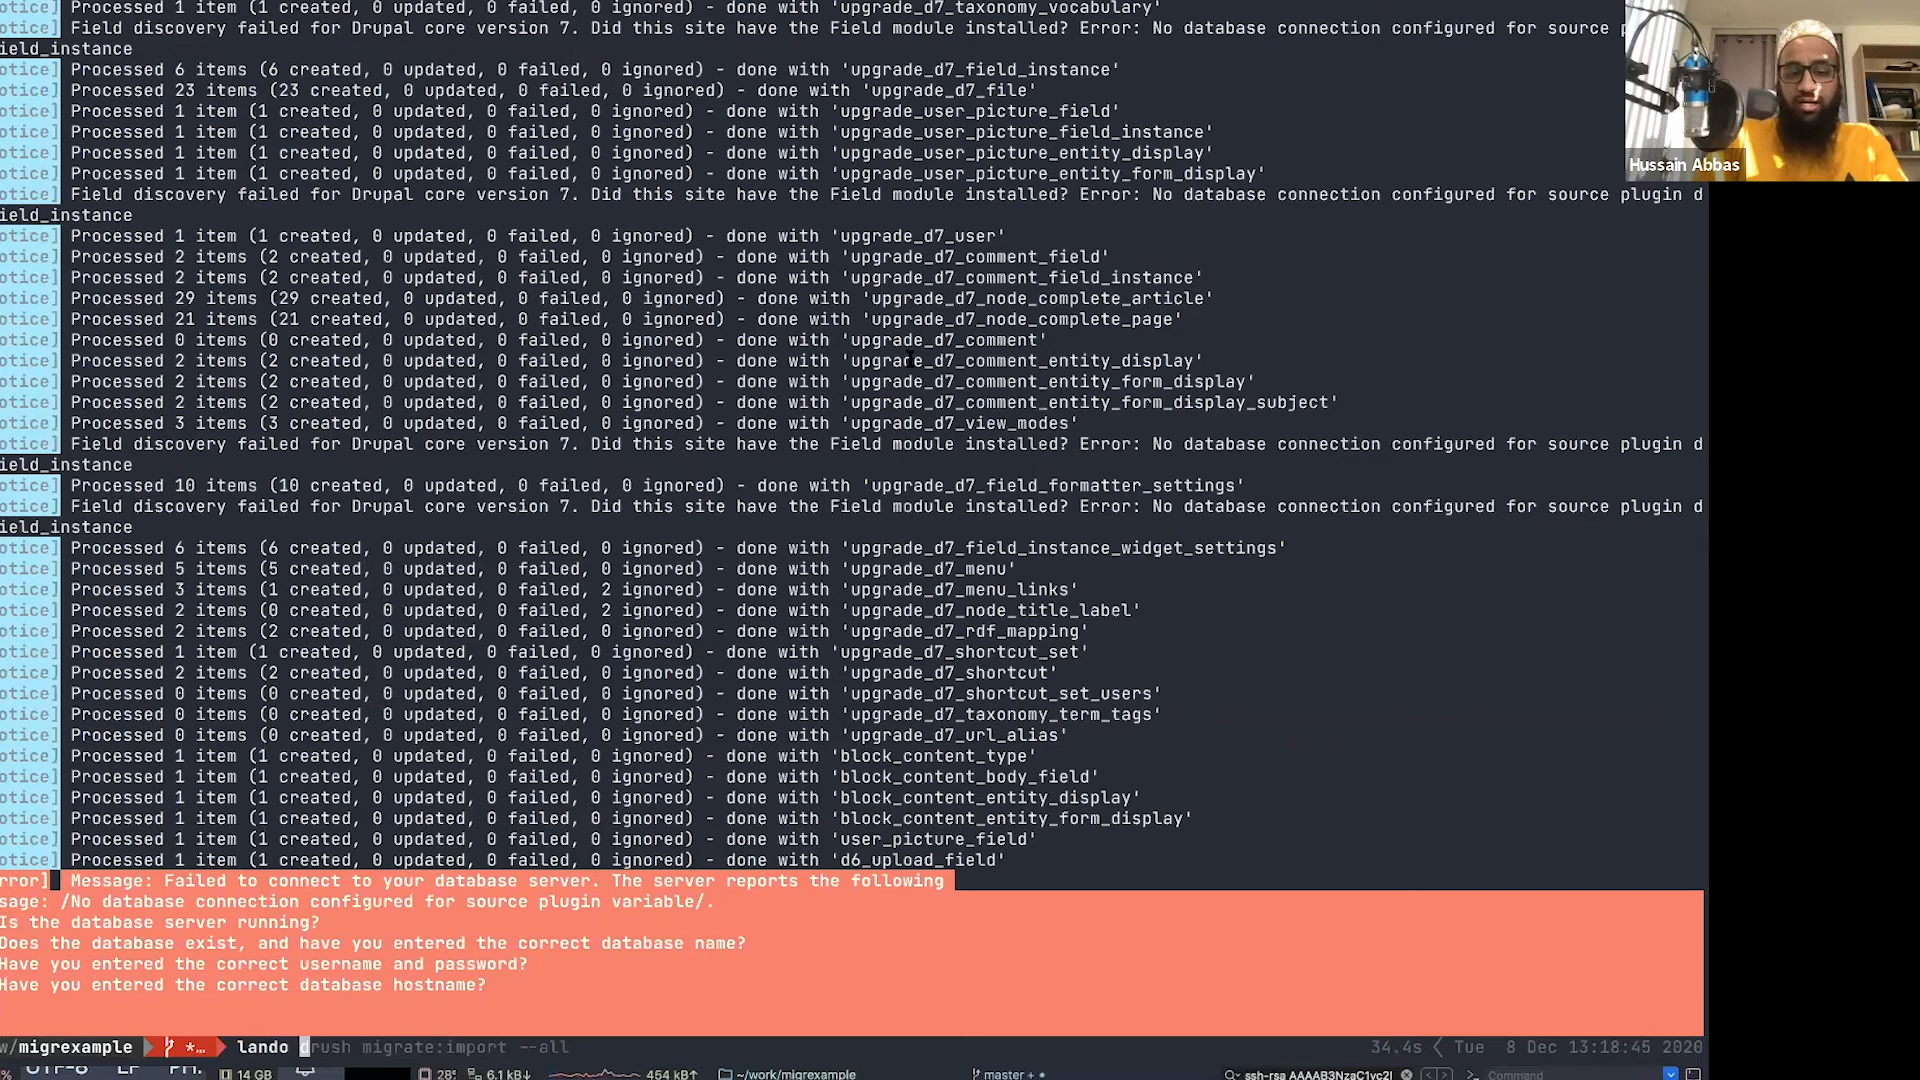 otice] Processed 1 item (1 created, 0 updated, 0 failed, 0 ignored) - done with 'upgrade_d7_taxonomy_vocabulary'
otice] Field discovery failed for Drupal core version 7. Did this site have the Field module installed? Error: No database connection configured for source p
ield_instance
otice] Processed 6 items (6 created, 0 updated, 0 failed, 0 ignored) - done with 'upgrade_d7_field_instance'
otice] Processed 23 items (23 created, 0 updated, 0 failed, 0 ignored) - done with 'upgrade_d7_file'
otice] Processed 1 item (1 created, 0 updated, 0 failed, 0 ignored) - done with 'upgrade_user_picture_field'
otice] Processed 1 item (1 created, 0 updated, 0 failed, 0 ignored) - done with 'upgrade_user_picture_field_instance'
otice] Processed 1 item (1 created, 0 updated, 0 failed, 0 ignored) - done with 'upgrade_user_picture_entity_display'
Hussain Abbas
otice] Processed 1 item (1 created, 0 updated, 0 failed, 0 ignored) - done with 'upgrade_user_picture_entity_form_display'
otice] Field discovery failed for Drupal core version 7. Did this site have the Field module installed? Error: No database connection configured for source plugin d
ield_instance
otice] Processed 1 item (1 created, 0 updated, 0 failed, 0 ignored) - done with 'upgrade_d7_user'
otice] Processed 2 items (2 created, 0 updated, 0 failed, 0 ignored) - done with 'upgrade_d7_comment_field'
otice] Processed 2 items (2 created, 0 updated, 0 failed, 0 ignored) - done with 'upgrade_d7_comment_field_instance'
otice] Processed 29 items (29 created, 0 updated, 0 failed, 0 ignored) - done with 'upgrade_d7_node_complete_article'
otice] Processed 21 items (21 created, 0 updated, 0 failed, 0 ignored) - done with 'upgrade_d7_node_complete_page'
otice] Processed 0 items (0 created, 0 updated, 0 failed, 0 ignored) - done with 'upgrade_d7_comment'
otice] Processed 2 items (2 created, 0 updated, 0 failed, 0 ignored) - done with 'upgrade_d7_comment_entity_display'
otice] Processed 2 items (2 created, 0 updated, 0 failed, 0 ignored) - done with 'upgrade_d7_comment_entity_form_display'
otice] Processed 2 items (2 created, 0 updated, 0 failed, 0 ignored) - done with 'upgrade_d7_comment_entity_form_display_subject'
otice] Processed 3 items (3 created, 0 updated, 0 failed, 0 ignored) - done with 'upgrade_d7_view_modes'
otice] Field discovery failed for Drupal core version 7. Did this site have the Field module installed? Error: No database connection configured for source plugin d
ield_instance
otice] Processed 10 items (10 created, 0 updated, 0 failed, 0 ignored) - done with 'upgrade_d7_field_formatter_settings'
otice] Field discovery failed for Drupal core version 7. Did this site have the Field module installed? Error: No database connection configured for source plugin d
ield_instance
otice] Processed 6 items (6 created, 0 updated, 0 failed, 0 ignored) - done with 'upgrade_d7_field_instance_widget_settings'
otice] Processed 5 items (5 created, 0 updated, 0 failed, 0 ignored) - done with 'upgrade_d7_menu'
otice] Processed 3 items (1 created, 0 updated, 0 failed, 2 ignored) - done with 'upgrade_d7_menu_links'
otice] Processed 2 items (0 created, 0 updated, 0 failed, 2 ignored) - done with 'upgrade_d7_node_title_label'
otice] Processed 2 items (2 created, 0 updated, 0 failed, 0 ignored) - done with 'upgrade_d7_rdf_mapping'
otice] Processed 1 item (1 created, 0 updated, 0 failed, 0 ignored) - done with 'upgrade_d7_shortcut_set'
otice] Processed 2 items (2 created, 0 updated, 0 failed, 0 ignored) - done with 'upgrade_d7_shortcut'
otice] Processed 0 items (0 created, 0 updated, 0 failed, 0 ignored) - done with 'upgrade_d7_shortcut_set_users'
otice] Processed 0 items (0 created, 0 updated, 0 failed, 0 ignored) - done with 'upgrade_d7_taxonomy_term_tags'
otice] Processed 0 items (0 created, 0 updated, 0 failed, 0 ignored) - done with 'upgrade_d7_url_alias'
otice] Processed 1 item (1 created, 0 updated, 0 failed, 0 ignored) - done with 'block_content_type'
otice] Processed 1 item (1 created, 0 updated, 0 failed, 0 ignored) - done with 'block_content_body_field'
otice] Processed 1 item (1 created, 0 updated, 0 failed, 0 ignored) - done with 'block_content_entity_display'
otice] Processed 1 item (1 created, 0 updated, 0 failed, 0 ignored) - done with 'block_content_entity_form_display'
otice] Processed 1 item (1 created, 0 updated, 0 failed, 0 ignored) - done with 'user_picture_field'
otice] Processed 1 item (1 created, 0 updated, 0 failed, 0 ignored) - done with 'd6_upload_field'
rror] Message: Failed to connect to your database server. The server reports the following
sage: /No database connection configured for source plugin variable/.
Is the database server running?
Does the database exist, and have you entered the correct database name?
Have you entered the correct username and password?
Have you entered the correct database hostname?
w/migrexample *… lando drush migrate:import --all 34.4s Tue 8 Dec 13:18:45 2020
% UTF-8 LF 14 GB 28% 6.1 kB↓ 454 kB↑ ~/work/migrexample master + • ssh-rsa AAAAB3NzaC1yc2I Command